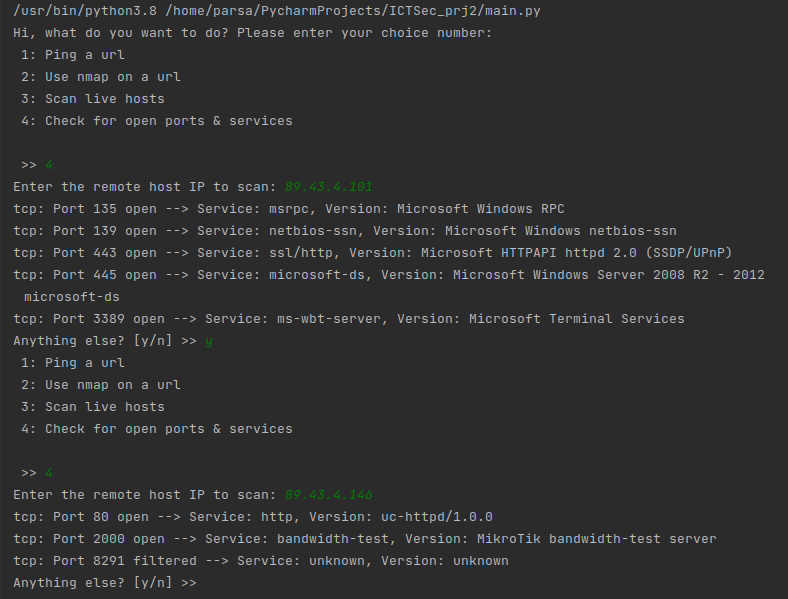 /usr/bin/python3.8 /home/parsa/PycharmProjects/ICTSec_prj2/main.py
Hi, what do you want to do? Please enter your choice number:
1: Ping a url
2: Use nmap on a url
3: Scan live hosts
4: Check for open ports & services
>> 4
Enter the remote host IP to scan: 89.43.4.101
tcp: Port 135 open --> Service: msrpc, Version: Microsoft Windows RPC
tcp: Port 139 open --> Service: netbios-ssn, Version: Microsoft Windows netbios-ssn
tcp: Port 443 open --> Service: ssl/http, Version: Microsoft HTTPAPI httpd 2.0 (SSDP/UPnP)
tcp: Port 445 open --> Service: microsoft-ds, Version: Microsoft Windows Server 2008 R2 - 2012
microsoft-ds
tcp: Port 3389 open --> Service: ms-wbt-server, Version: Microsoft Terminal Services
Anything else? [y/n] >> y
1: Ping a url
2: Use nmap on a url
3: Scan live hosts
4: Check for open ports & services
>> 4
Enter the remote host IP to scan: 89.43.4.146
tcp: Port 80 open --> Service: http, Version: uc-httpd/1.0.0
tcp: Port 2000 open --> Service: bandwidth-test, Version: MikroTik bandwidth-test server
tcp: Port 8291 filtered --> Service: unknown, Version: unknown
Anything else? [y/n] >>